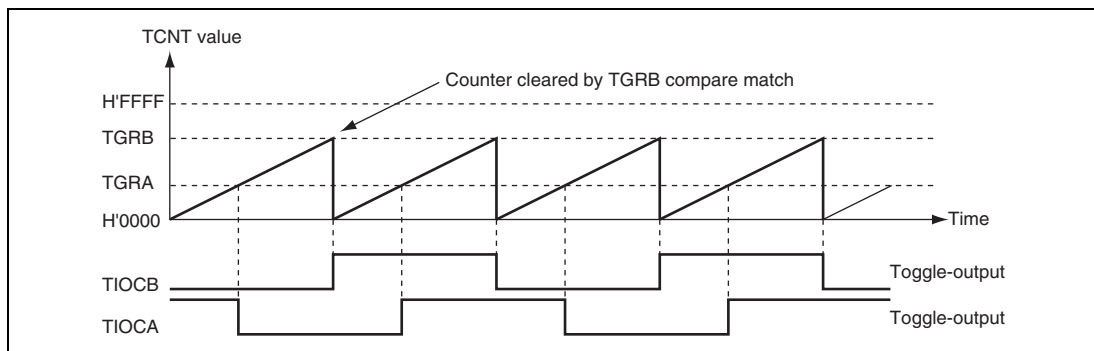 TCNT value
Counter cleared by TGRB compare match
H'FFFF
TGRB
TGRA
H'0000
Time
TIOCB
Toggle-output
TIOCA
Toggle-output